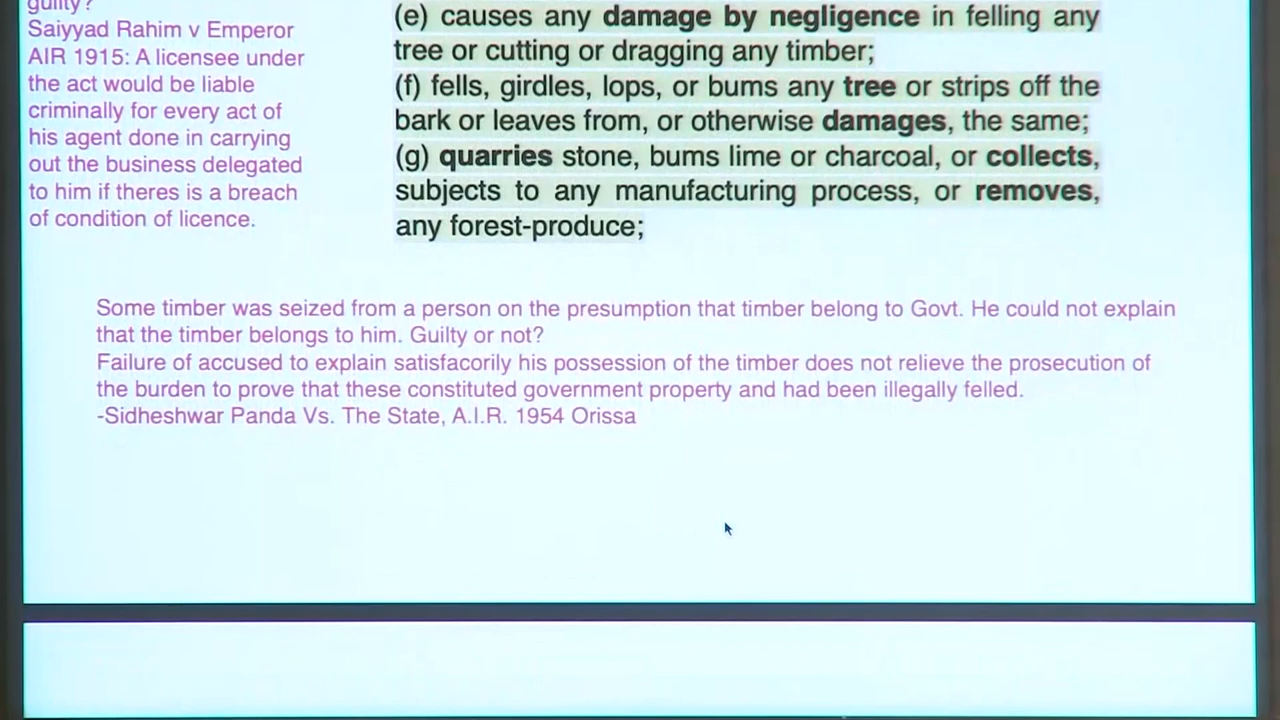 guilty?
Saiyyad Rahim v Emperor
AIR 1915: A licensee under
the act would be liable
criminally for every act of
his agent done in carrying
out the business delegated
to him if theres is a breach
of condition of licence.
(e) causes any damage by negligence in felling any
tree or cutting or dragging any timber;
(f) fells, girdles, lops, or bums any tree or strips off the
bark or leaves from, or otherwise damages, the same;
(g) quarries stone, bums lime or charcoal, or collects,
subjects to any manufacturing process, or removes,
any forest-produce;
Some timber was seized from a person on the presumption that timber belong to Govt. He could not explain
that the timber belongs to him. Guilty or not?
Failure of accused to explain satisfacorily his possession of the timber does not relieve the prosecution of
the burden to prove that these constituted government property and had been illegally felled.
-Sidheshwar Panda Vs. The State, A.I.R. 1954 Orissa